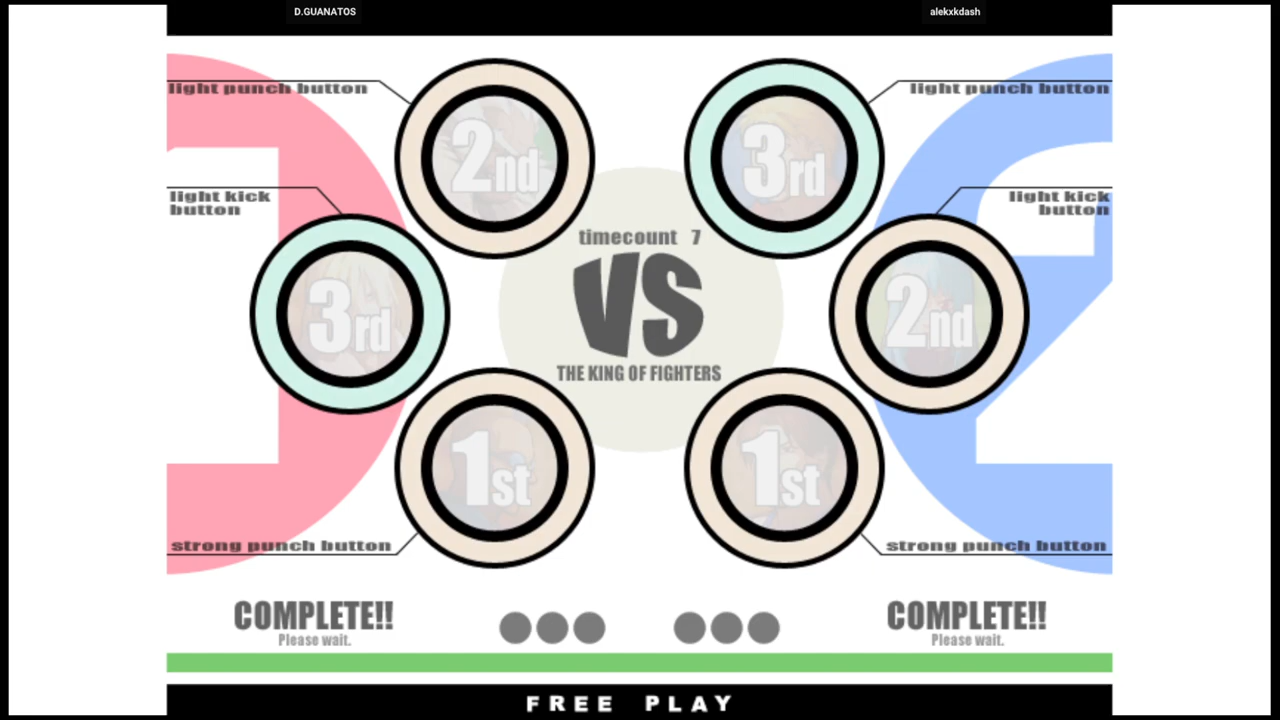 D.GUANATOS
alekxkdash
light punch button
light punch button
2nd
3rd
light kick
button
light kick
button
timecount 7
VS
THE KING OF FIGHTERS
3rd
2nd
1st
1st
strong punch button
strong punch button
COMPLETE!!
Please wait.
COMPLETE!!
Please wait.
FREE PLAY